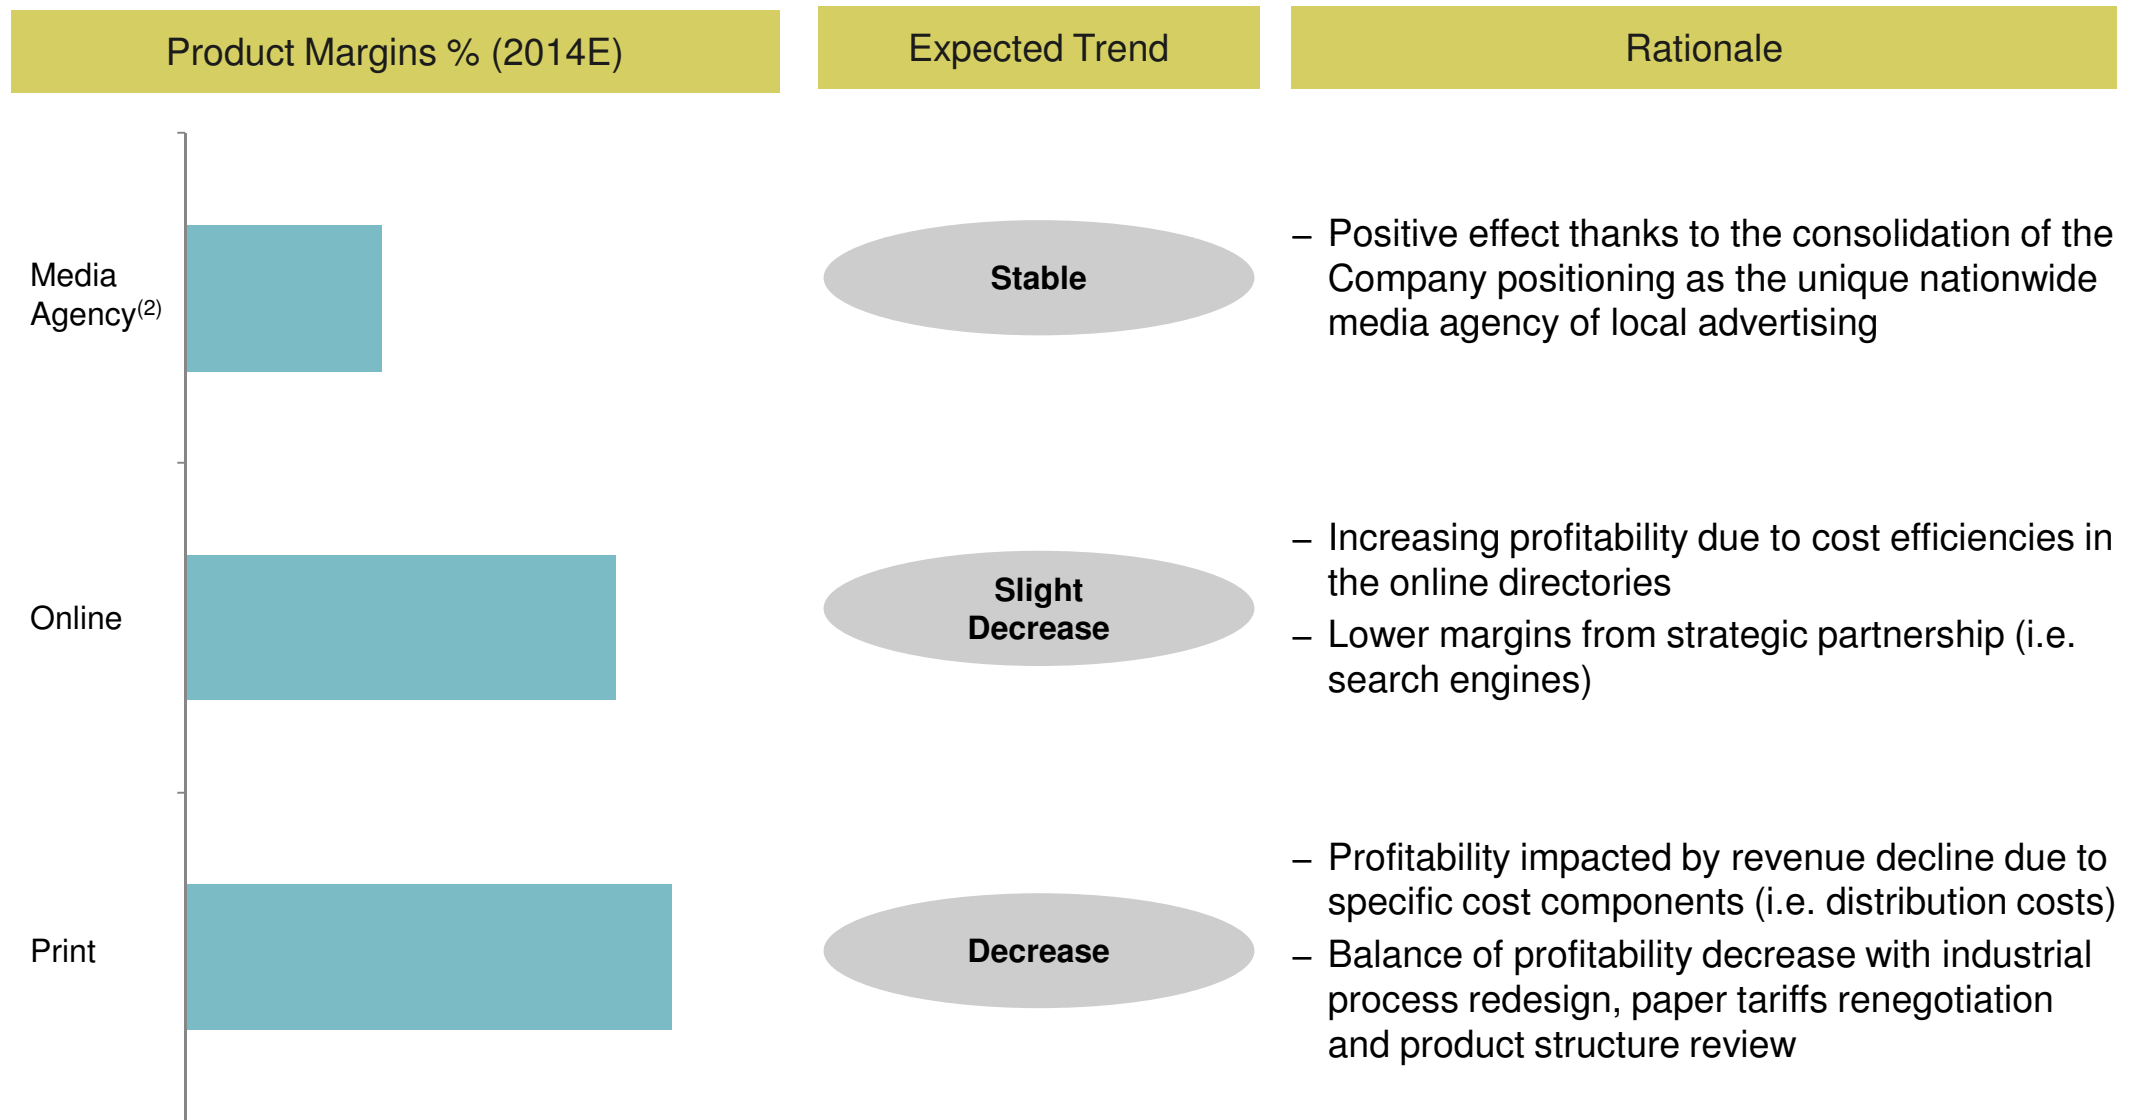 Product Margins % (2014E)
Expected Trend
Rationale
Media
Agency(2)
Stable
– Positive effect thanks to the consolidation of the
Company positioning as the unique nationwide
media agency of local advertising
Online
Slight
Decrease
– Increasing profitability due to cost efficiencies in
the online directories
– Lower margins from strategic partnership (i.e.
search engines)
Print
Decrease
– Profitability impacted by revenue decline due to
specific cost components (i.e. distribution costs)
– Balance of profitability decrease with industrial
process redesign, paper tariffs renegotiation
and product structure review